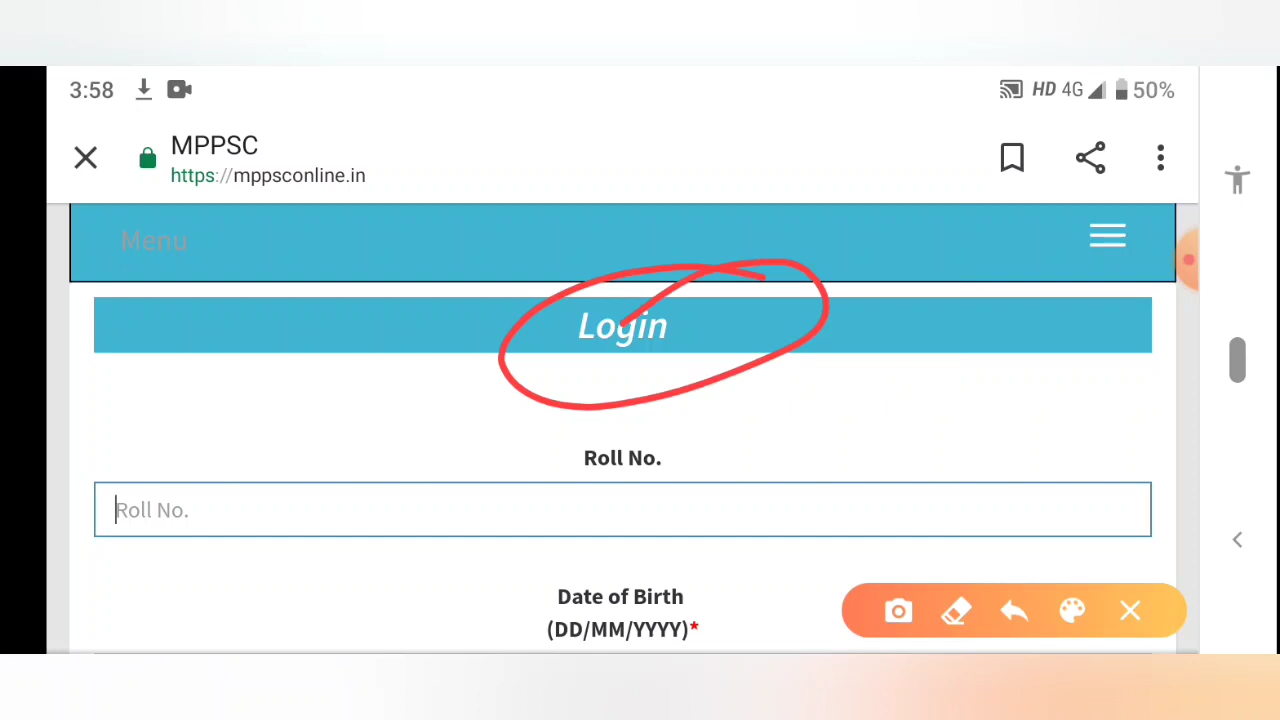 3:58 HD 4G 50%
MPPSC
https://mppsconline.in
Menu
Login
Roll No.
Roll No.
Date of Birth
(DD/MM/YYYY)*